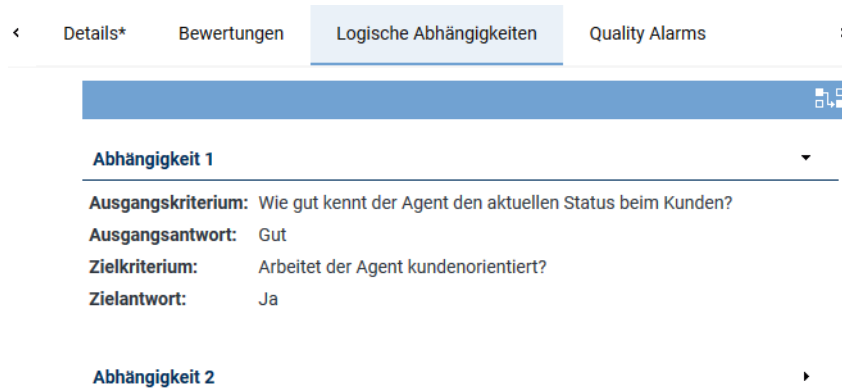 Details* Bewertungen Logische Abhängigkeiten Quality Alarms
Abhängigkeit 1
Ausgangskriterium: Wie gut kennt der Agent den aktuellen Status beim Kunden?
Ausgangsantwort: Gut
Zielkriterium: Arbeitet der Agent kundenorientiert?
Zielantwort: Ja
Abhängigkeit 2